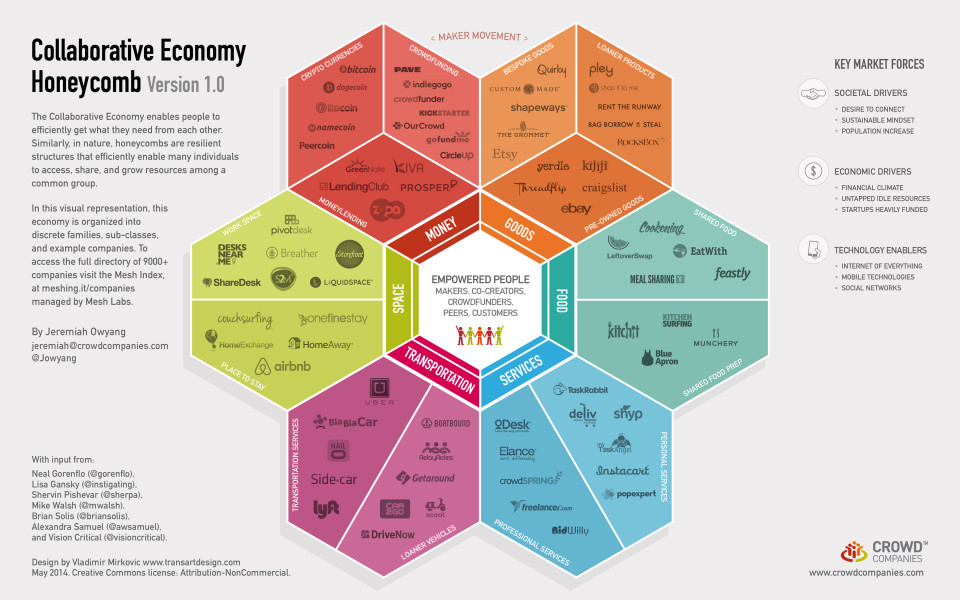 Collaborative Economy
Honeycomb Version 1.0
The Collaborative Economy enables people to
efficiently get what they need from each other.
Similarly, in nature, honeycombs are resilient
structures that efficiently enable many individuals
to access, share, and grow resources among a
common group.
In this visual representation, this
economy is organized into
discrete families, sub-classes,
and example companies. To
access the full directory of 9000+
companies visit the Mesh Index,
at meshing.it/companies
managed by Mesh Labs.
By Jeremiah Owyang
jeremiah@crowdcompanies.com
@Jowyang
With input from:
Neal Gorenflo (@gorenflo),
Lisa Gansky (@instigating),
Shervin Pishevar (@sherpa),
Mike Walsh (@mwalsh),
Brian Solis (@briansolis),
Alexandra Samuel (@awsamuel),
and Vision Critical (@visioncritical).
Design by Vladimir Mirkovic www.transartdesign.com
May 2014. Creative Commons license: Attribution-NonCommercial.
MAKER MOVEMENT
CRYPTO CURRENCIES
bitcoin
dogecoin
litecoin
namecoin
Peercoin
CROWDFUNDING
PAVE
indiegogo
crowdfunder
KICKSTARTER
OurCrowd
gofundme
CircleUp
MONEYLENDING
GreenNote
KIVA
LendingClub
PROSPER
zopa
MONEY
BESPOKE GOODS
Quirky
CUSTOM MADE
shapeways
THE GROMMET
Etsy
LOANER PRODUCTS
pley
shop it to me
RENT THE RUNWAY
BAG BORROW & STEAL
ROCKSBOX
PRE-OWNED GOODS
yerdle
kijiji
Threadflip
craigslist
ebay
GOODS
WORK SPACE
pivotdesk
DESKS
NEAR
.ME
Breather
Storefront
ShareDesk
LIQUIDSPACE
PLACE TO STAY
couchsurfing
onefinestay
HomeExchange
HomeAway
airbnb
SPACE
EMPOWERED PEOPLE
MAKERS, CO-CREATORS,
CROWDFUNDERS,
PEERS, CUSTOMERS
SHARED FOOD
Cookening
LeftoverSwap
EatWith
MEAL SHARING
feastly
SHARED FOOD PREP
kitchit
KITCHEN
SURFING
MUNCHERY
Blue
Apron
FOOD
TRANSPORTATION SERVICES
UBER
BlaBlaCar
HAIL
Side-car
lyft
LOANER VEHICLES
BOATBOUND
RelayRides
Getaround
CAR
2GO
scoot
DriveNow
TRANSPORTATION
PROFESSIONAL SERVICES
oDesk
Elance
crowdSPRING
freelancer.com
BidWilly
PERSONAL SERVICES
TaskRabbit
deliv
shyp
TaskAngel
Instacart
popexpert
SERVICES
KEY MARKET FORCES
SOCIETAL DRIVERS
• DESIRE TO CONNECT
• SUSTAINABLE MINDSET
• POPULATION INCREASE
ECONOMIC DRIVERS
• FINANCIAL CLIMATE
• UNTAPPED IDLE RESOURCES
• STARTUPS HEAVILY FUNDED
TECHNOLOGY ENABLERS
• INTERNET OF EVERYTHING
• MOBILE TECHNOLOGIES
• SOCIAL NETWORKS
CROWD™
COMPANIES
www.crowdcompanies.com